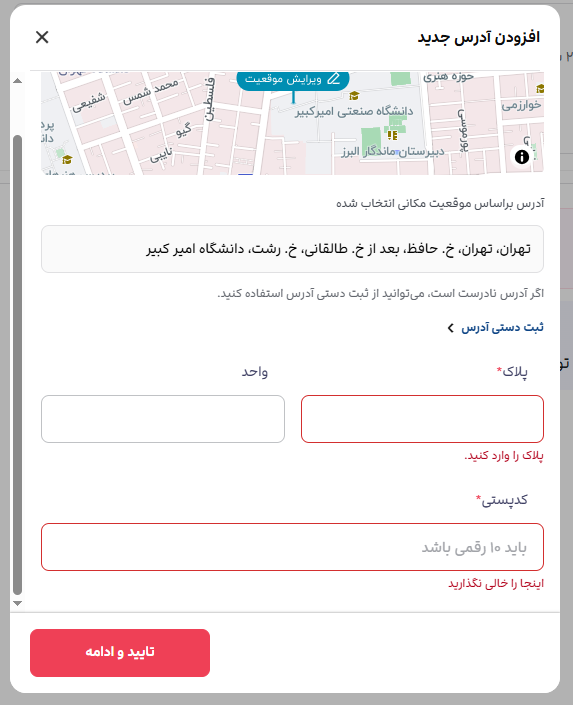 افزودن آدرس جدید
ویرایش موقعیت
حوزه هنری
شفیعی
محمد شمس
فلسطین
خوارزمی
دانشگاه صنعتی امیرکبیر
گیو
نایبی
پورموسی
دبیرستان ماندگار البرز
آدرس براساس موقعیت مکانی انتخاب شده
تهران، تهران، خ. حافظ، بعد از خ. طالقانی، خ. رشت، دانشگاه امیر کبیر
اگر آدرس نادرست است، می‌توانید از ثبت دستی آدرس استفاده کنید.
ثبت دستی آدرس
پلاک*
واحد
پلاک را وارد کنید.
کدپستی*
باید ۱۰ رقمی باشد
اینجا را خالی نگذارید
تایید و ادامه